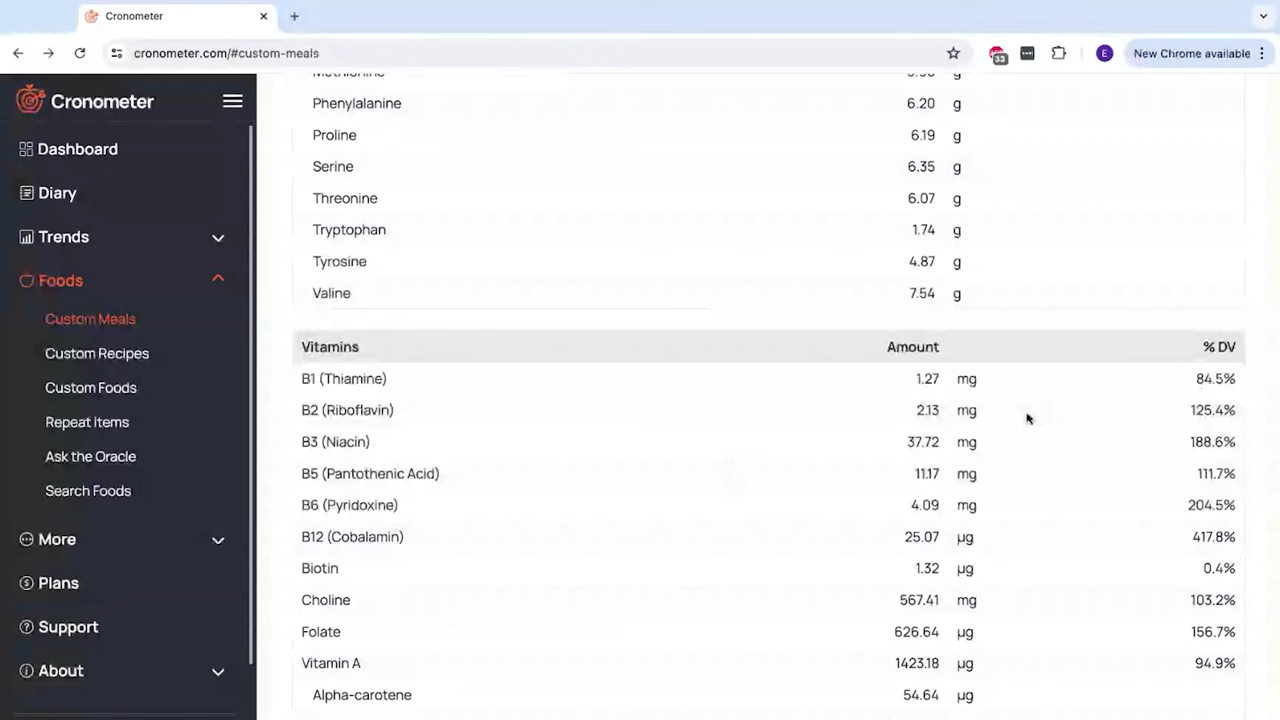 Cronometer
cronometer.com/#custom-meals
33
E
New Chrome available
Cronometer
Dashboard
Diary
Trends
Foods
Custom Meals
Custom Recipes
Custom Foods
Repeat Items
Ask the Oracle
Search Foods
More
Plans
Support
About
Phenylalanine 6.20 g
Proline 6.19 g
Serine 6.35 g
Threonine 6.07 g
Tryptophan 1.74 g
Tyrosine 4.87 g
Valine 7.54 g
Vitamins Amount % DV
B1 (Thiamine) 1.27 mg 84.5%
B2 (Riboflavin) 2.13 mg 125.4%
B3 (Niacin) 37.72 mg 188.6%
B5 (Pantothenic Acid) 11.17 mg 111.7%
B6 (Pyridoxine) 4.09 mg 204.5%
B12 (Cobalamin) 25.07 µg 417.8%
Biotin 1.32 µg 0.4%
Choline 567.41 mg 103.2%
Folate 626.64 µg 156.7%
Vitamin A 1423.18 µg 94.9%
Alpha-carotene 54.64 µg